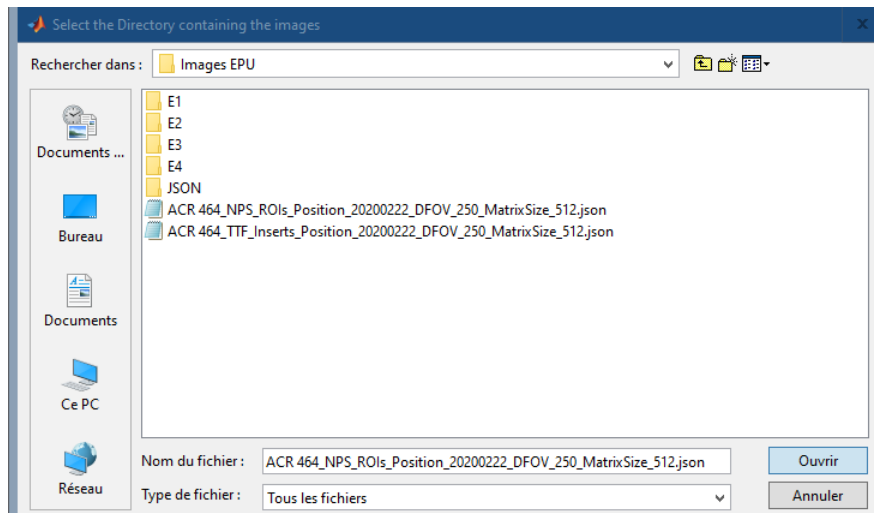 Select the Directory containing the images
x
Rechercher dans :
Images EPU
E1
E2
E3
E4
JSON
ACR 464_NPS_ROIs_Position_20200222_DFOV_250_MatrixSize_512.json
ACR 464_TTF_Inserts_Position_20200222_DFOV_250_MatrixSize_512.json
Documents ...
Bureau
Documents
Ce PC
Réseau
Nom du fichier :
ACR 464_NPS_ROIs_Position_20200222_DFOV_250_MatrixSize_512.json
Ouvrir
Type de fichier :
Tous les fichiers
Annuler